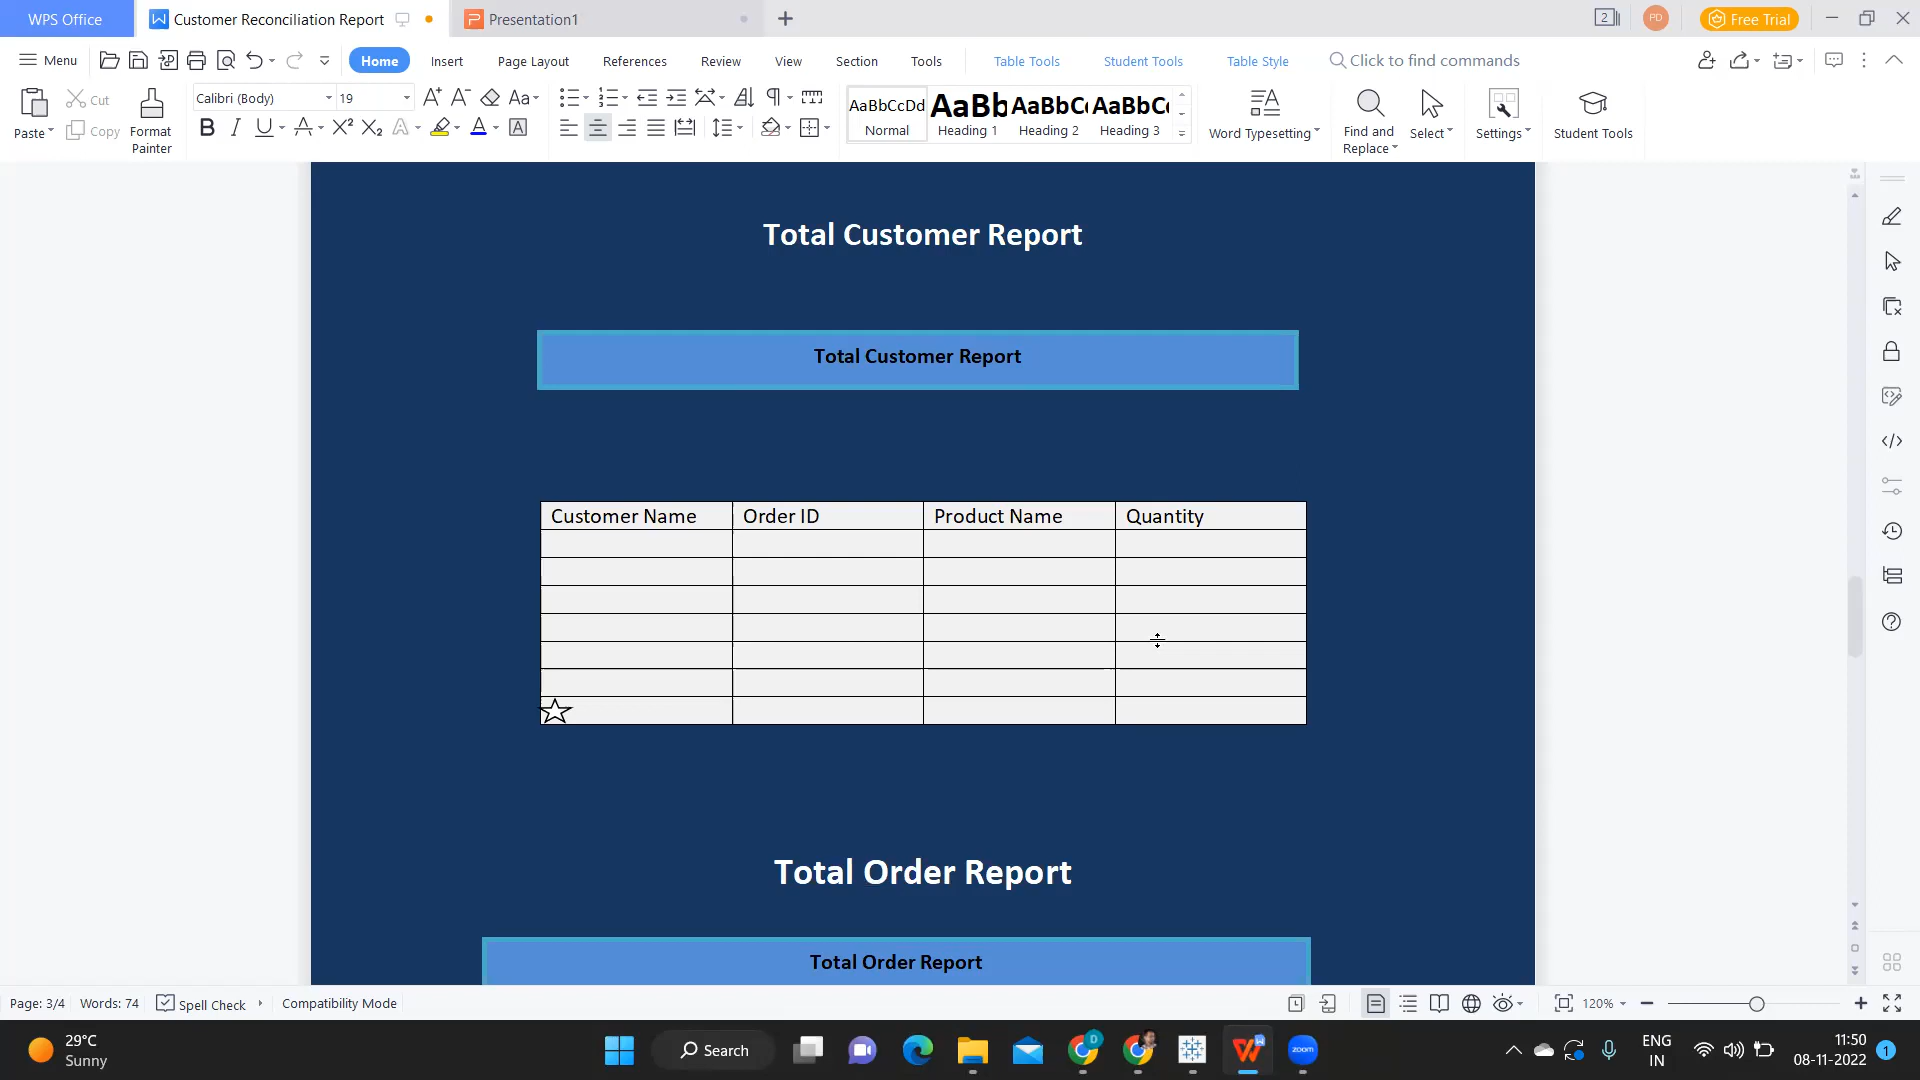 WPS Office
Customer Reconciliation Report
Presentation1
2
PD
Free Trial
Menu
Home
Insert
Page Layout
References
Review
View
Section
Tools
Table Tools
Student Tools
Table Style
Click to find commands
Paste
Cut
Copy
Format
Painter
Calibri (Body)
19
AaBbCcDd
Normal
AaBb
Heading 1
AaBbC
Heading 2
AaBbC
Heading 3
Word Typesetting
Find and
Replace
Select
Settings
Student Tools
Total Customer Report
Total Customer Report
Customer Name Order ID Product Name Quantity
Total Order Report
Total Order Report
Page: 3/4
Words: 74
Spell Check
Compatibility Mode
120%
29°C
Sunny
Search
zoom
ENG
IN
11:50
08-11-2022
1